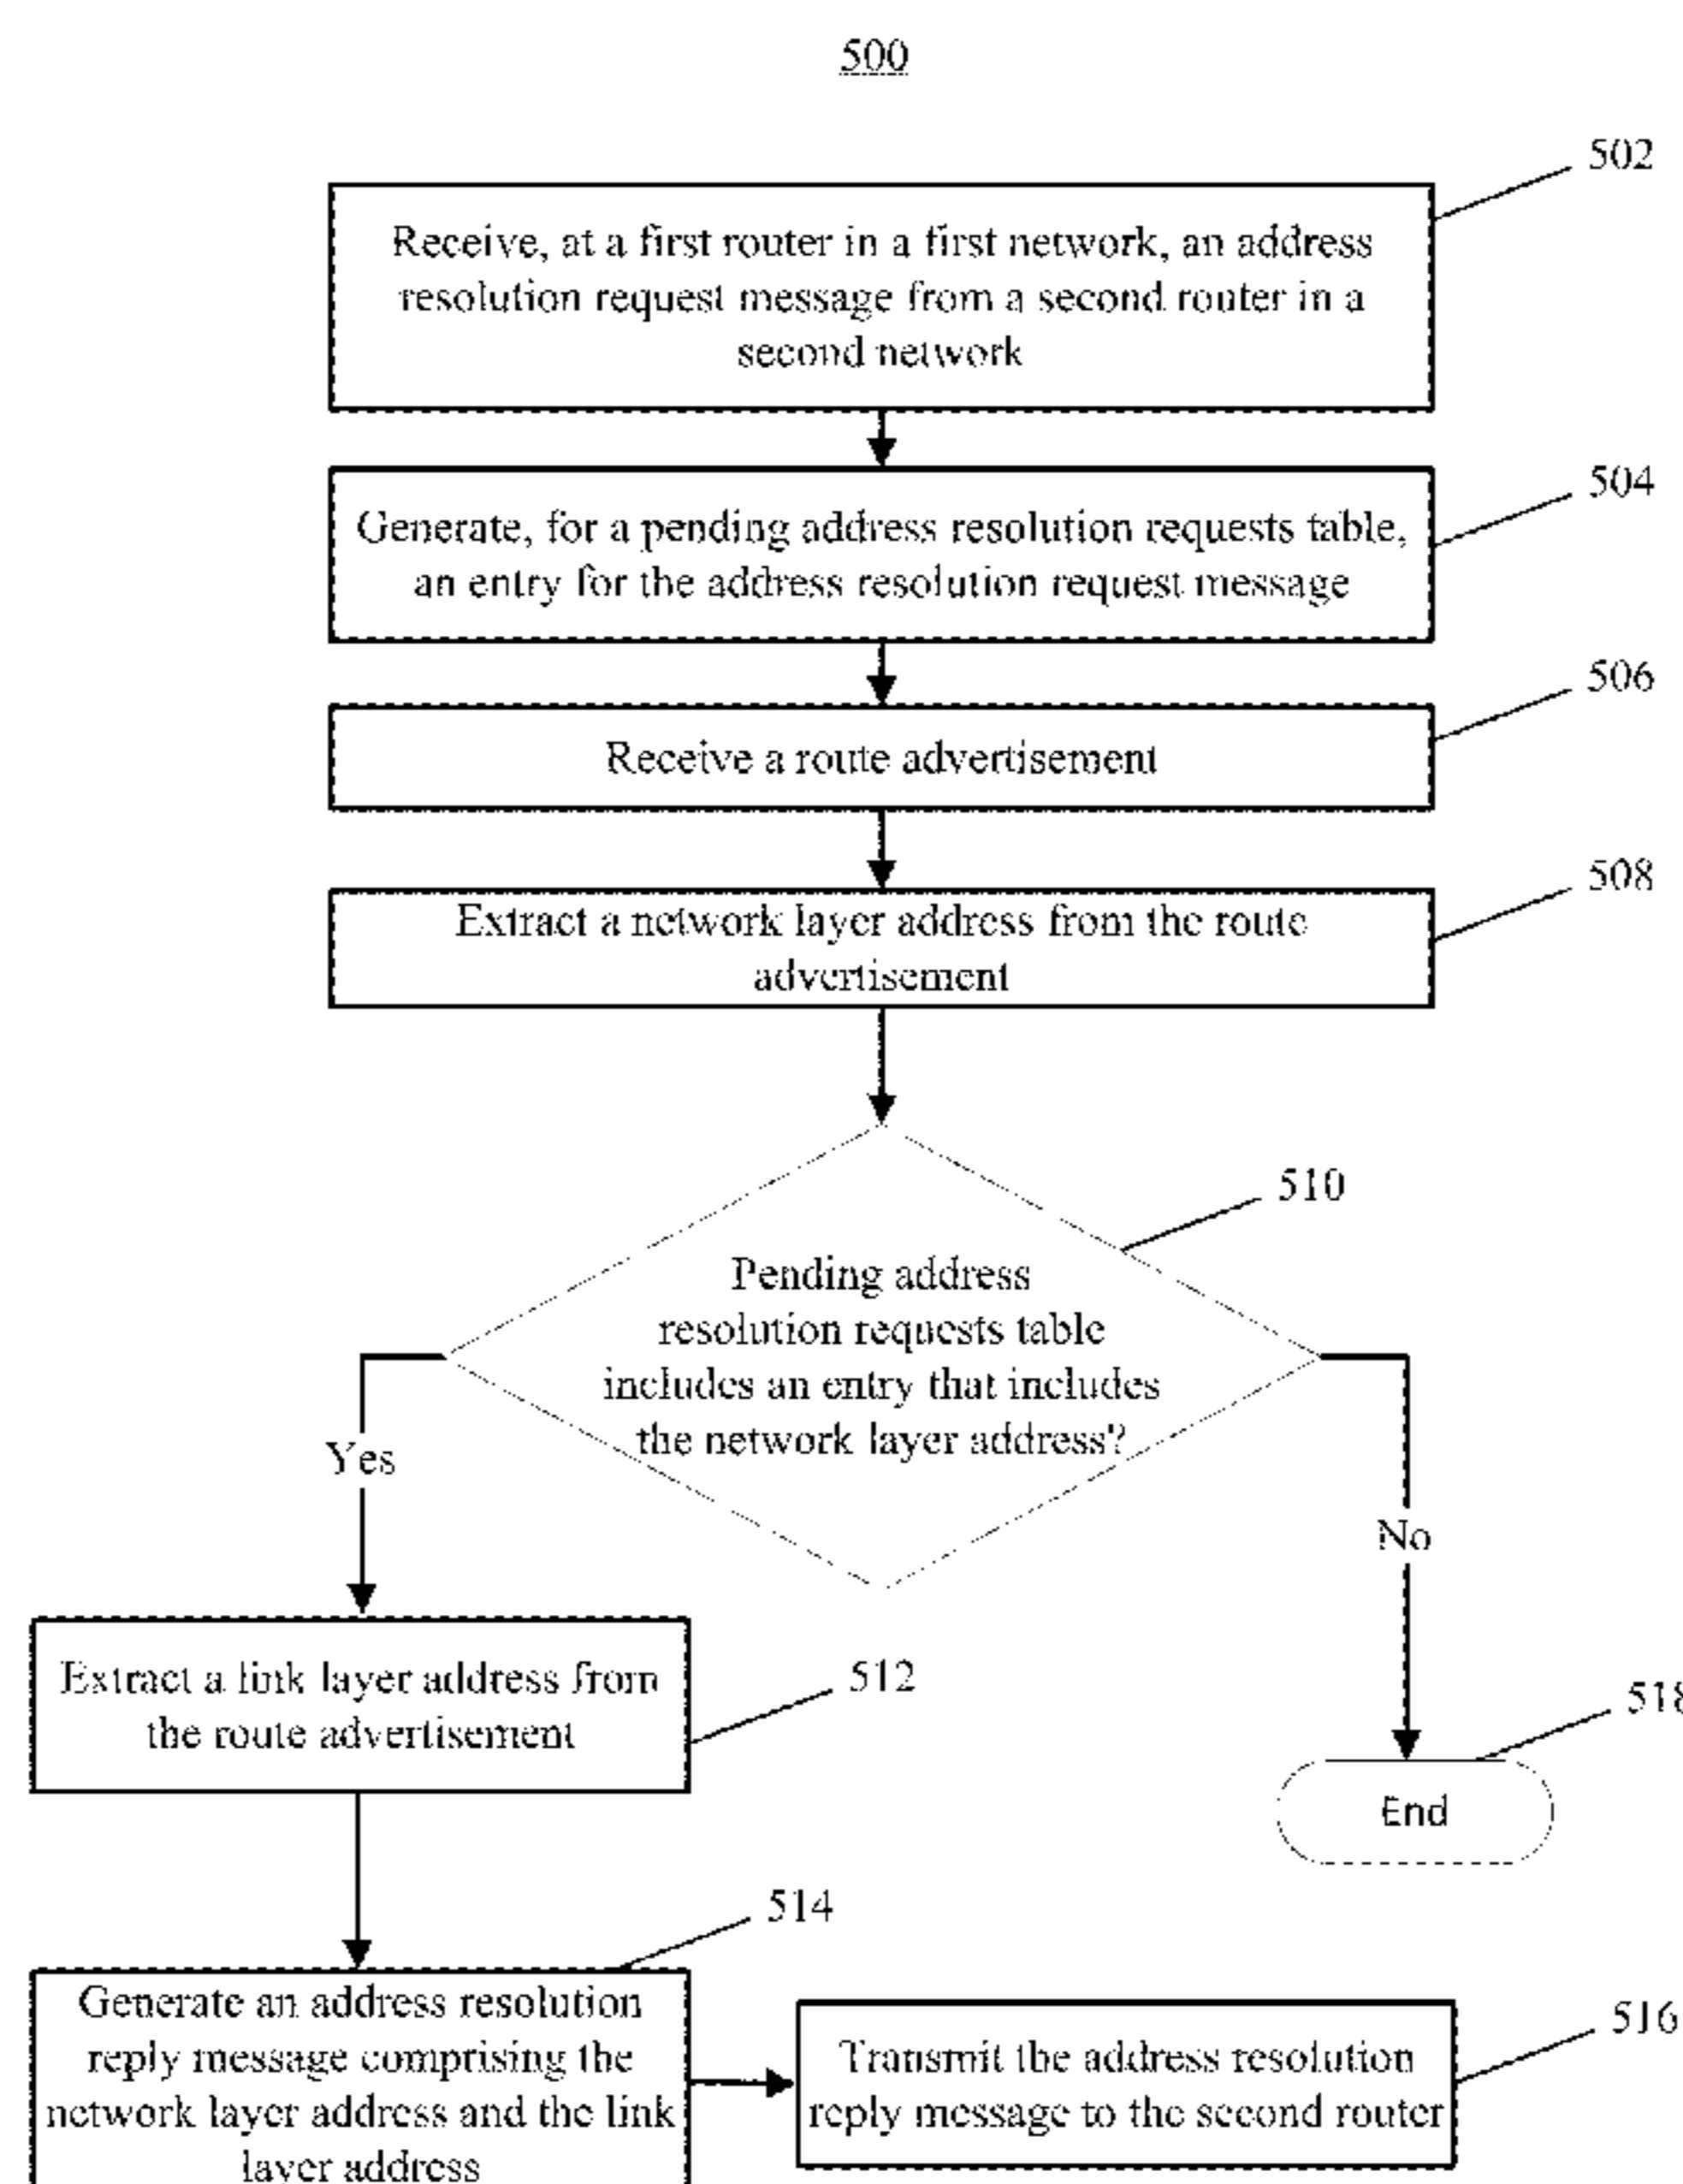 500
502
Receive, at a first router in a first network, an address
resolution request message from a second router in a
second network
504
Generate, for a pending address resolution requests table,
an entry for the address resolution request message
506
Receive a route advertisement
508
Extract a network layer address from the route
advertisement
510
Pending address
resolution requests table
includes an entry that includes
the network layer address?
Yes
No
Extract a link layer address from
the route advertisement
512
518
End
514
Generate an address resolution
reply message comprising the
network layer address and the link
layer address
516
Transmit the address resolution
reply message to the second router